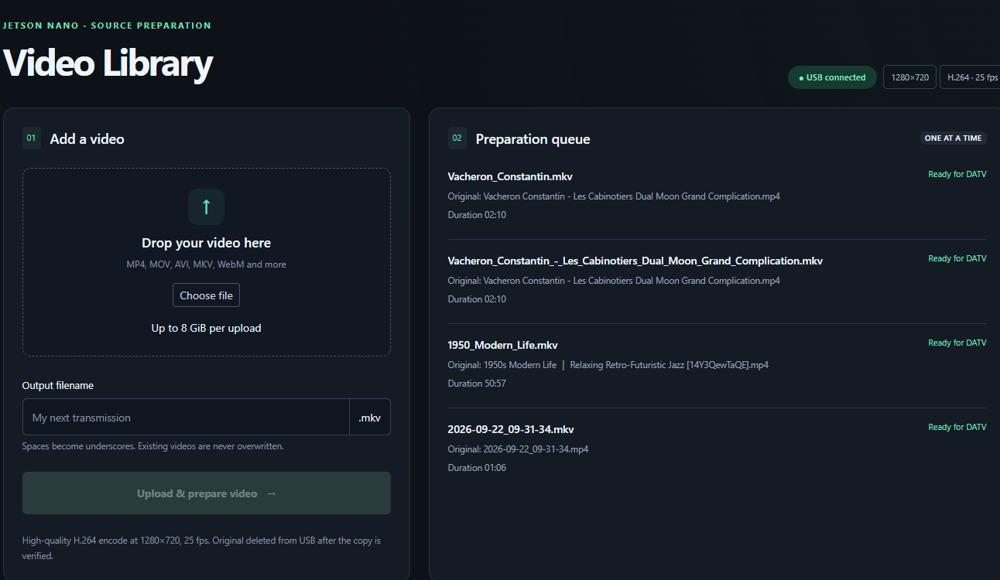 JETSON NANO · SOURCE PREPARATION
Video Library
● USB connected
1280×720
H.264 · 25 fps
01
Add a video
↑
Drop your video here
MP4, MOV, AVI, MKV, WebM and more
Choose file
Up to 8 GiB per upload
Output filename
My next transmission
.mkv
Spaces become underscores. Existing videos are never overwritten.
Upload & prepare video →
High-quality H.264 encode at 1280×720, 25 fps. Original deleted from USB after the copy is
verified.
02
Preparation queue
ONE AT A TIME
Vacheron_Constantin.mkv
Ready for DATV
Original: Vacheron Constantin - Les Cabinotiers Dual Moon Grand Complication.mp4
Duration 02:10
Vacheron_Constantin_-_Les_Cabinotiers_Dual_Moon_Grand_Complication.mkv
Ready for DATV
Original: Vacheron Constantin - Les Cabinotiers Dual Moon Grand Complication.mp4
Duration 02:10
1950_Modern_Life.mkv
Ready for DATV
Original: 1950s Modern Life ｜ Relaxing Retro-Futuristic Jazz [14Y3QewTaQE].mp4
Duration 50:57
2026-09-22_09-31-34.mkv
Ready for DATV
Original: 2026-09-22_09-31-34.mp4
Duration 01:06